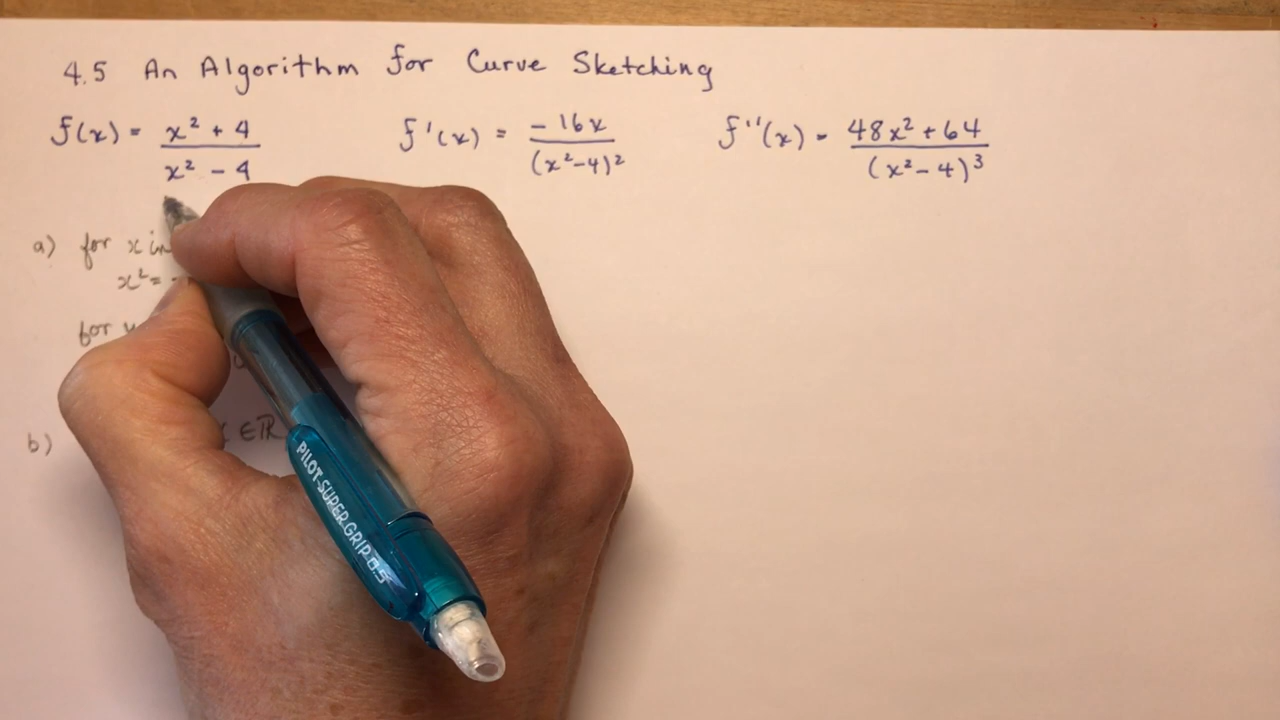 4.5 An Algorithm for Curve Sketching
f(x) = x² + 4 / x² - 4 f'(x) = -16x / (x²-4)² f''(x) = 48x² + 64 / (x²-4)³
a) for x in
x² = -
for
b) ∈ ℝ
PILOT SUPER GRIP 0.5